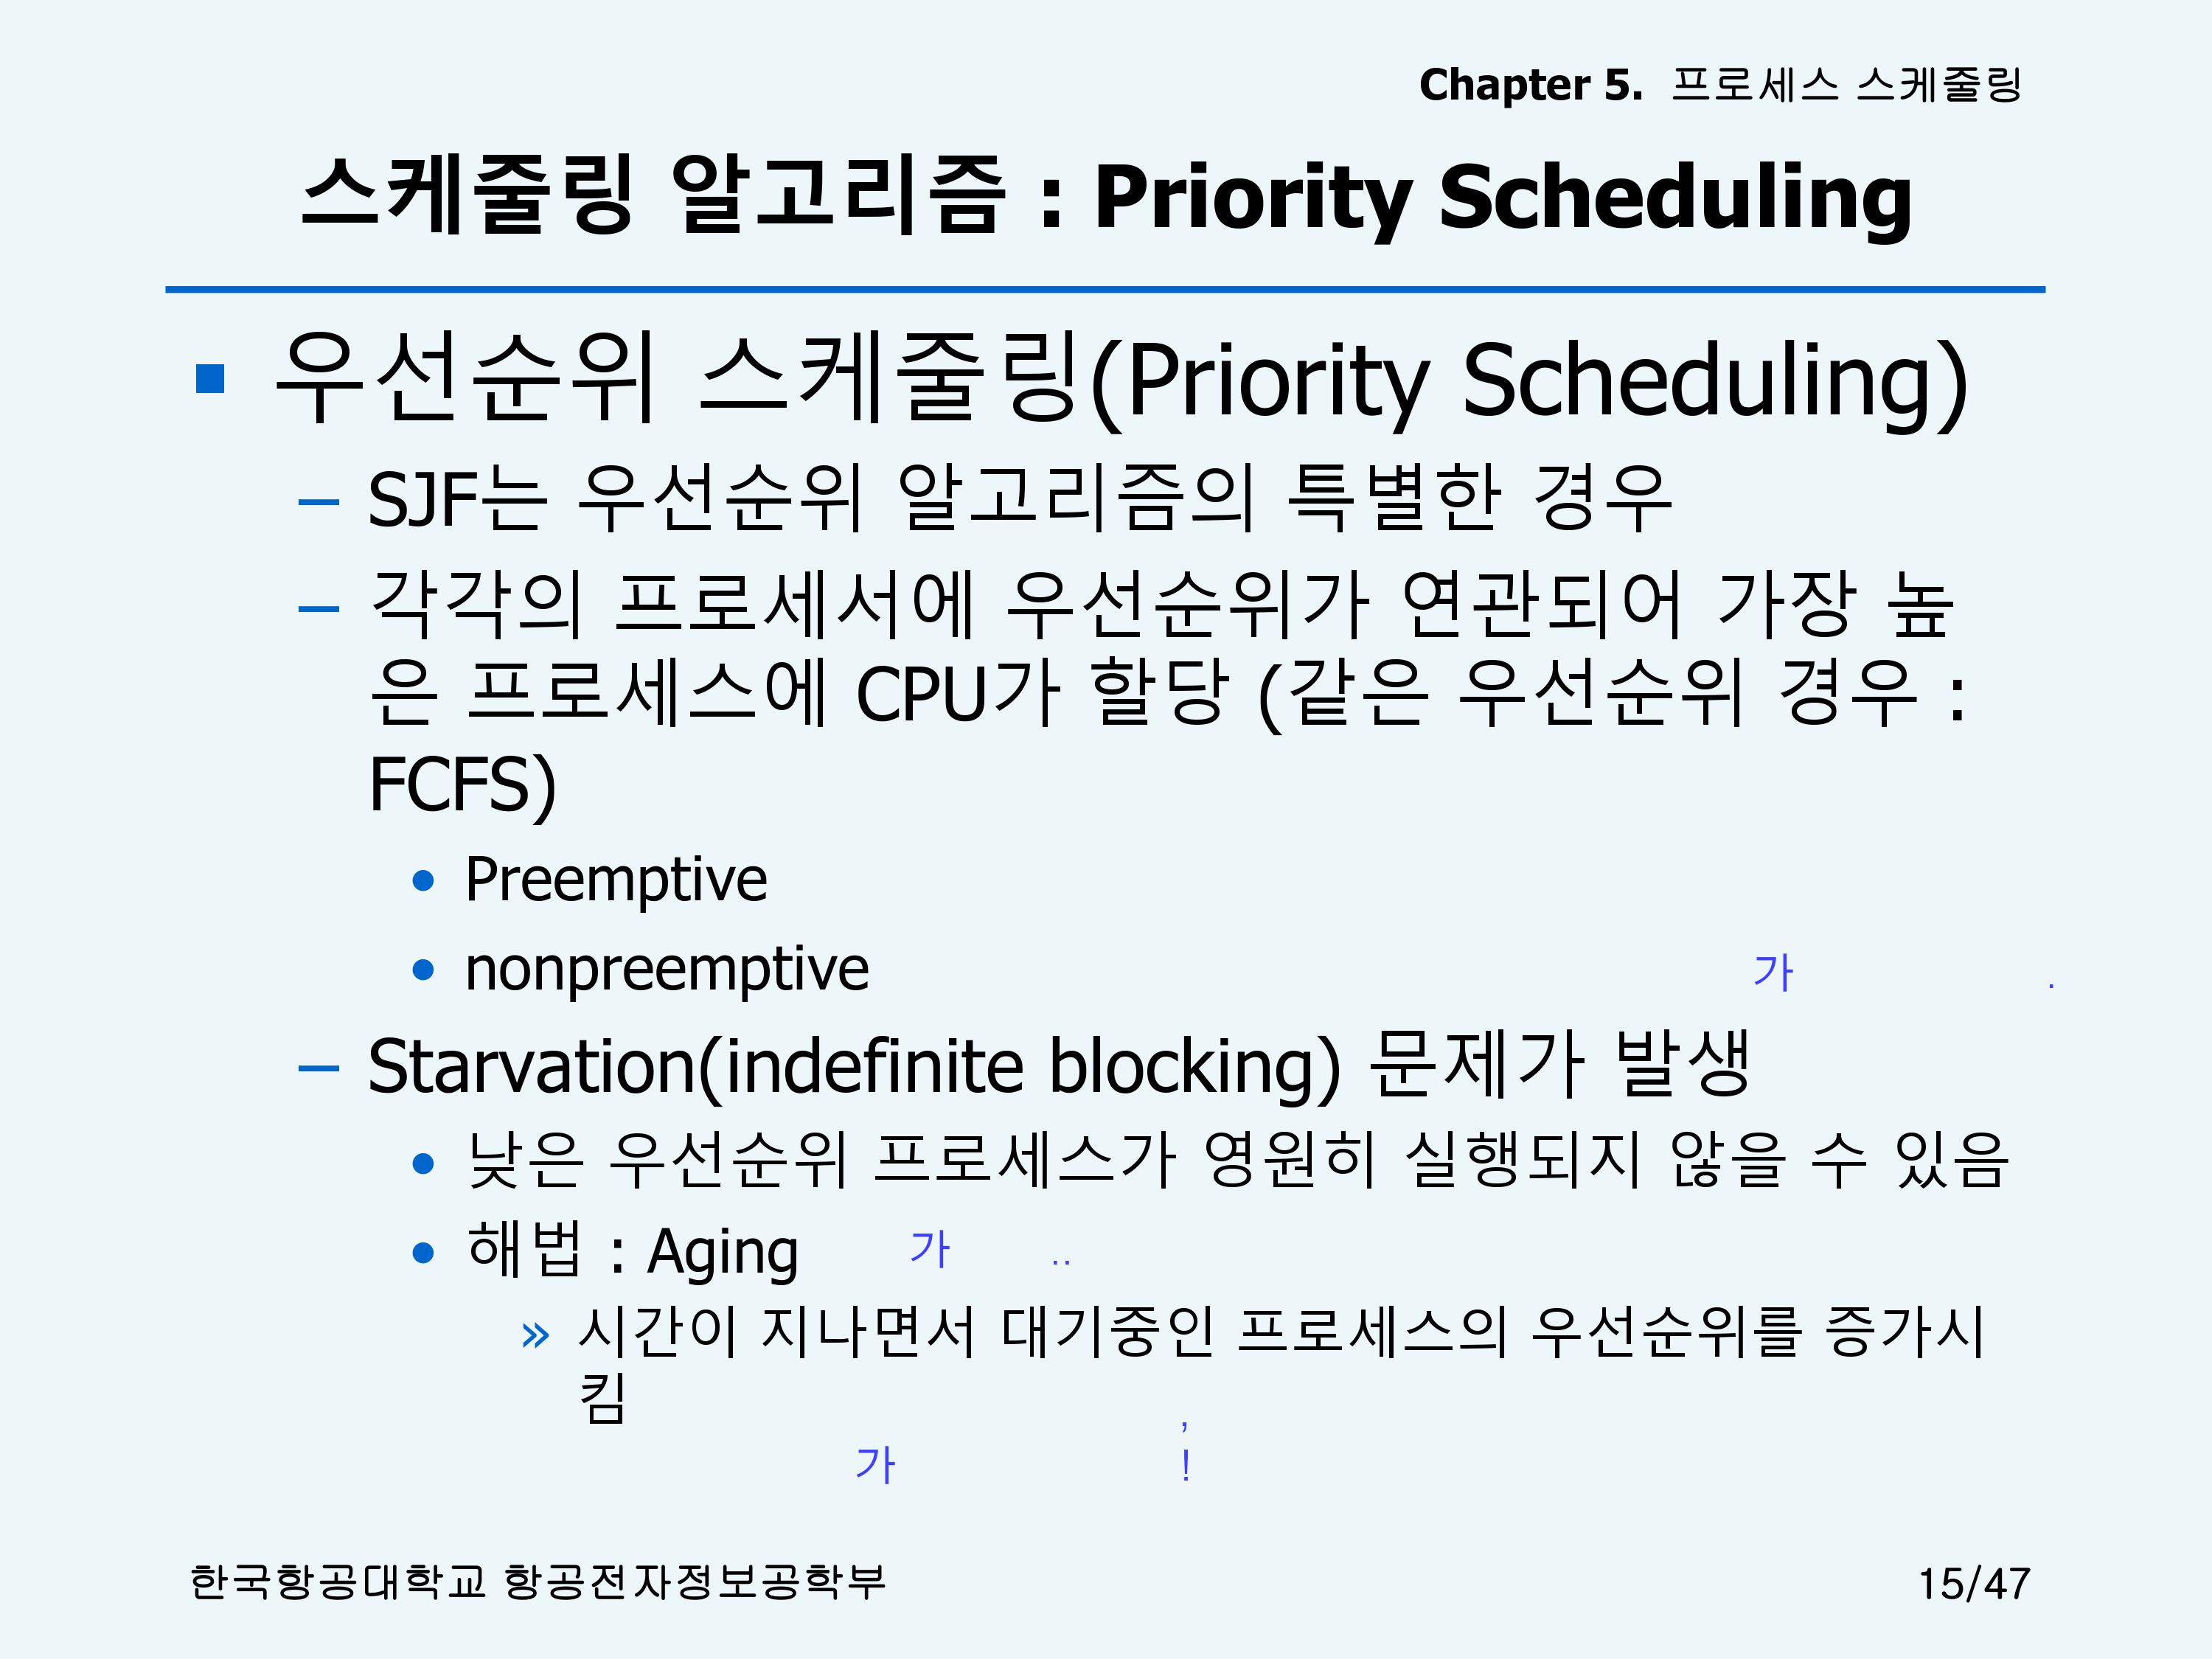 Chapter 5. 프로세스 스케줄링
스케줄링 알고리즘 : Priority Scheduling
▪ 우선순위 스케줄링(Priority Scheduling)
– SJF는 우선순위 알고리즘의 특별한 경우
– 각각의 프로세서에 우선순위가 연관되어 가장 높
은 프로세스에 CPU가 할당 (같은 우선순위 경우 :
FCFS)
• Preemptive
• nonpreemptive
가 .
– Starvation(indefinite blocking) 문제가 발생
• 낮은 우선순위 프로세스가 영원히 실행되지 않을 수 있음
• 해법 : Aging 가 ..
» 시간이 지나면서 대기중인 프로세스의 우선순위를 증가시
킴
,
가 !
한국항공대학교 항공전자정보공학부 15/47